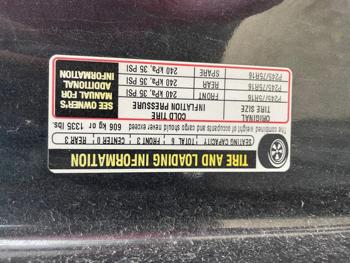 TIRE AND LOADING INFORMATION
SEATING CAPACITY TOTAL 6 FRONT 3 CENTER 0 REAR 3
The combined weight of occupants and cargo should never exceed 606 kg or 1335 lbs.
ORIGINAL TIRE SIZE COLD TIRE INFLATION PRESSURE SEE OWNER'S MANUAL FOR ADDITIONAL INFORMATION
P245/75R16 FRONT 240 kPa, 35 PSI
P245/75R16 REAR 240 kPa, 35 PSI
P245/75R16 SPARE 240 kPa, 35 PSI